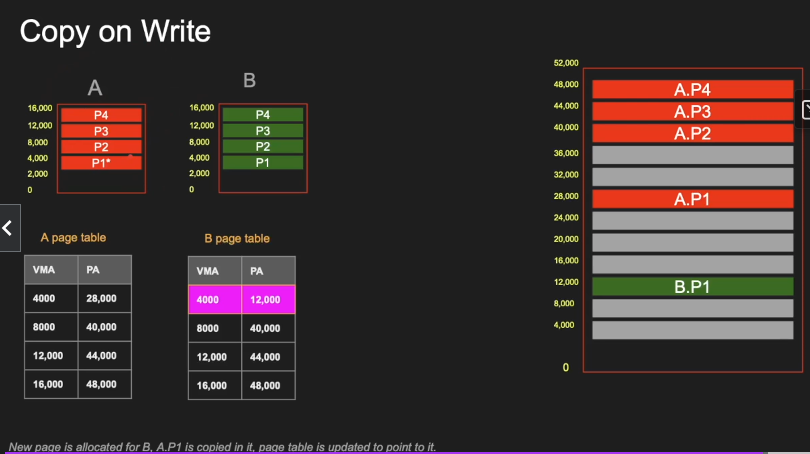 Copy on Write
A
16,000
12,000
8,000
4,000
2,000
0
P4
P3
P2
P1*
B
16,000
12,000
8,000
4,000
2,000
0
P4
P3
P2
P1
A page table
VMA PA
4000 28,000
8000 40,000
12,000 44,000
16,000 48,000
B page table
VMA PA
4000 12,000
8000 40,000
12,000 44,000
16,000 48,000
52,000
48,000 A.P4
44,000 A.P3
40,000 A.P2
36,000
32,000
28,000 A.P1
24,000
20,000
16,000
12,000 B.P1
8,000
4,000
0
New page is allocated for B, A.P1 is copied in it, page table is updated to point to it.